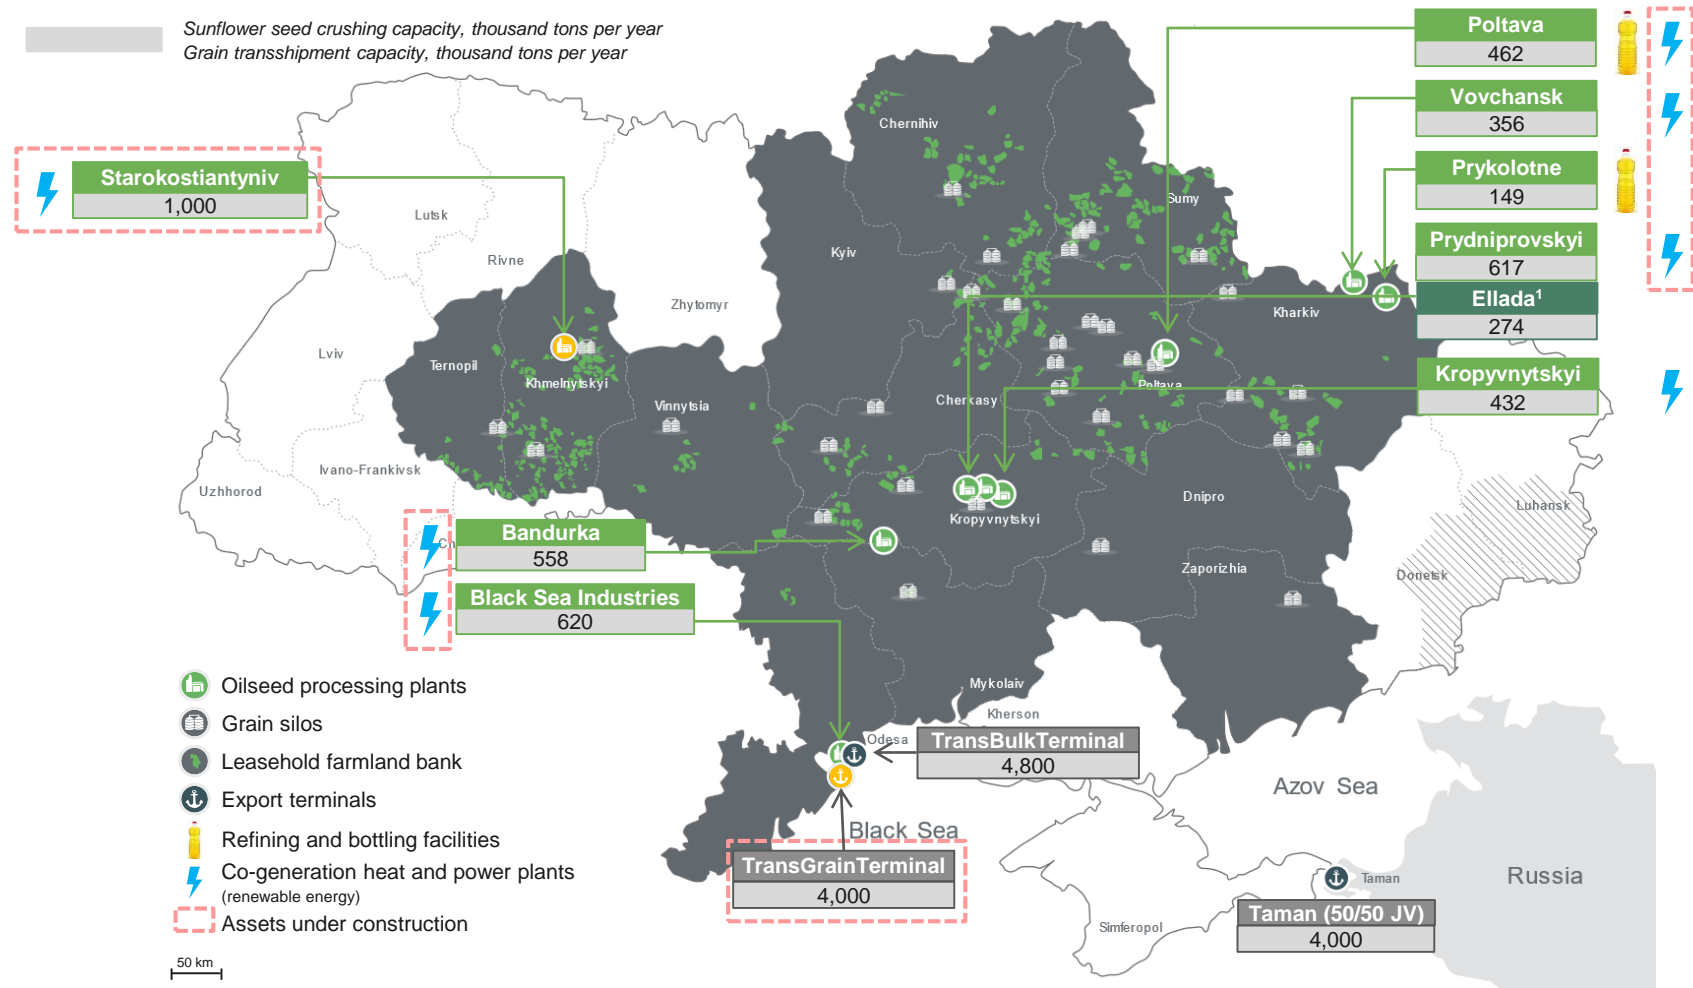 Sunflower seed crushing capacity, thousand tons per year
Grain transshipment capacity, thousand tons per year
Poltava
462
Vovchansk
356
Prykolotne
149
Prydniprovskyi
617
Ellada¹
274
Kropyvnytskyi
432
Starokostiantyniv
1,000
Chernihiv
Sumy
Lutsk
Rivne
Kyiv
Zhytomyr
Kharkiv
Lviv
Ternopil
Khmelnytskyi
Vinnytsia
Cherkasy
Poltava
Ivano-Frankivsk
Uzhhorod
Dnipro
Luhansk
Kropyvnytskyi
Donetsk
Zaporizhia
Bandurka
558
Black Sea Industries
620
Mykolaiv
Kherson
Odesa
TransBulkTerminal
4,800
Azov Sea
Black Sea
TransGrainTerminal
4,000
Russia
Taman
Simferopol
Taman (50/50 JV)
4,000
Oilseed processing plants
Grain silos
Leasehold farmland bank
Export terminals
Refining and bottling facilities
Co-generation heat and power plants
(renewable energy)
Assets under construction
50 km